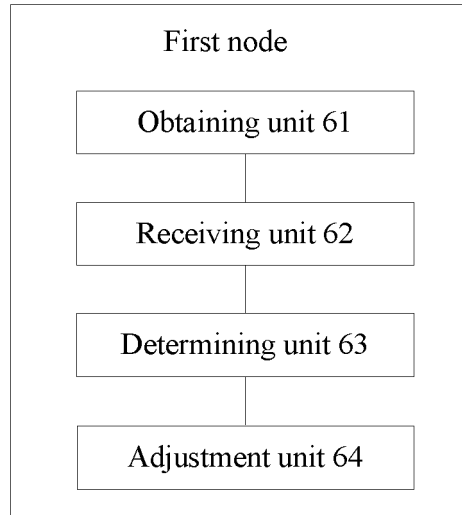 First node
Obtaining unit 61
Receiving unit 62
Determining unit 63
Adjustment unit 64